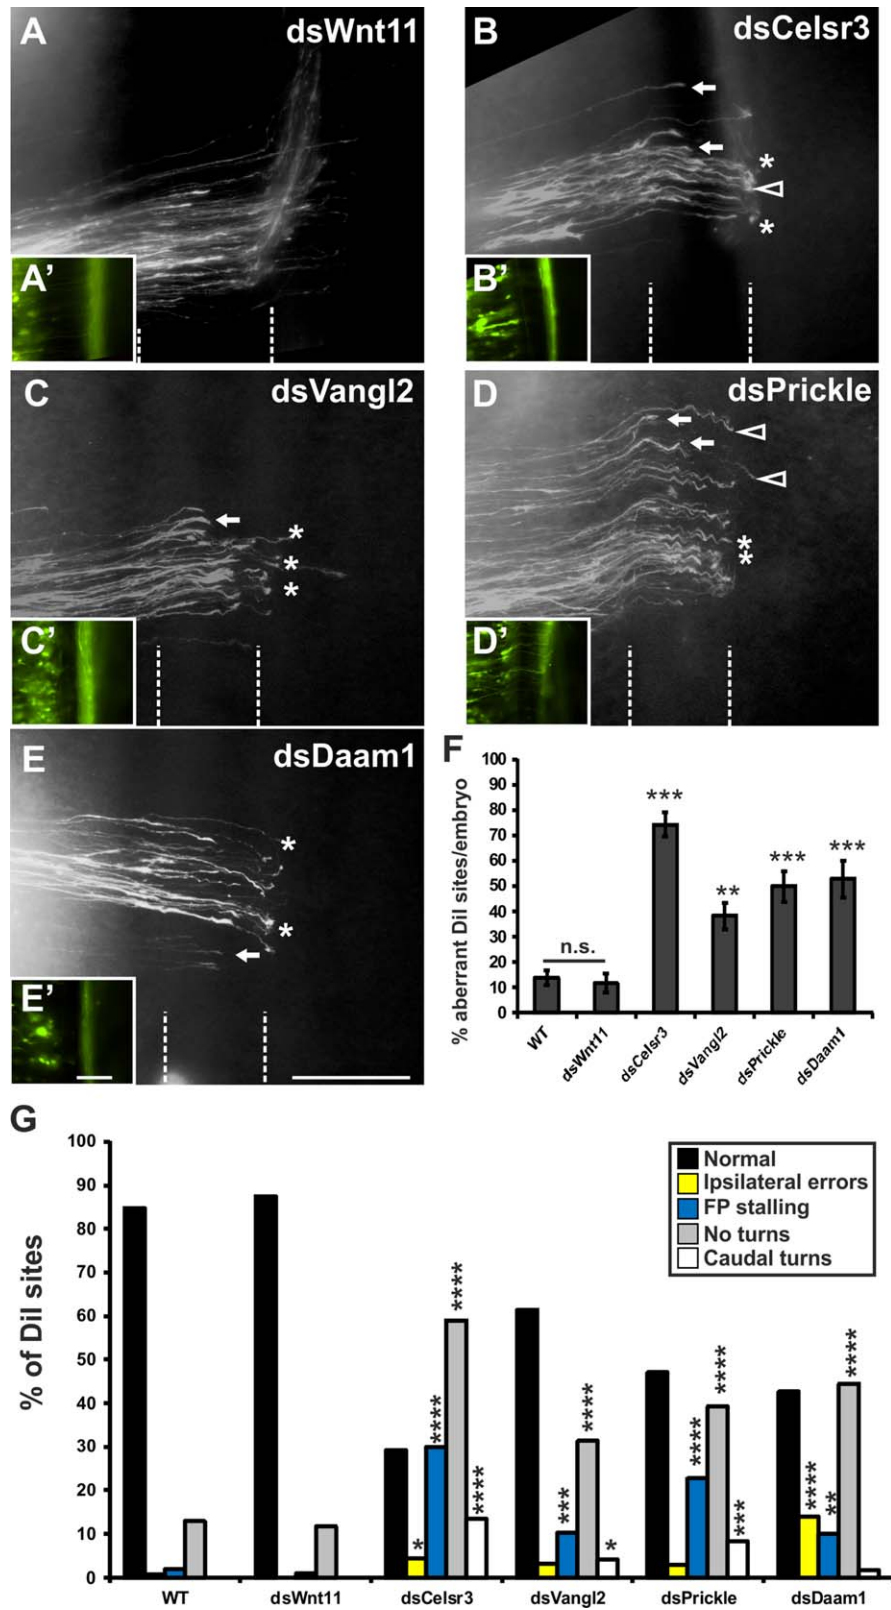 A dsWnt11
A’
B dsCelsr3
* * 
B’
C dsVangl2
* * *
C’
D dsPrickle
* *
D’
E dsDaam1
* *
E’
F
% aberrant DiI sites/embryo
100
90
80
70
60
50
40
30
20
10
0
n.s.
***
**
***
***
WT
dsWnt11
dsCelsr3
dsVangl2
dsPrickle
dsDaam1
G
% of DiI sites
100
90
80
70
60
50
40
30
20
10
0
Normal
Ipsilateral errors
FP stalling
No turns
Caudal turns
*
****
****
****
***
****
*
****
****
***
****
**
****
WT
dsWnt11
dsCelsr3
dsVangl2
dsPrickle
dsDaam1